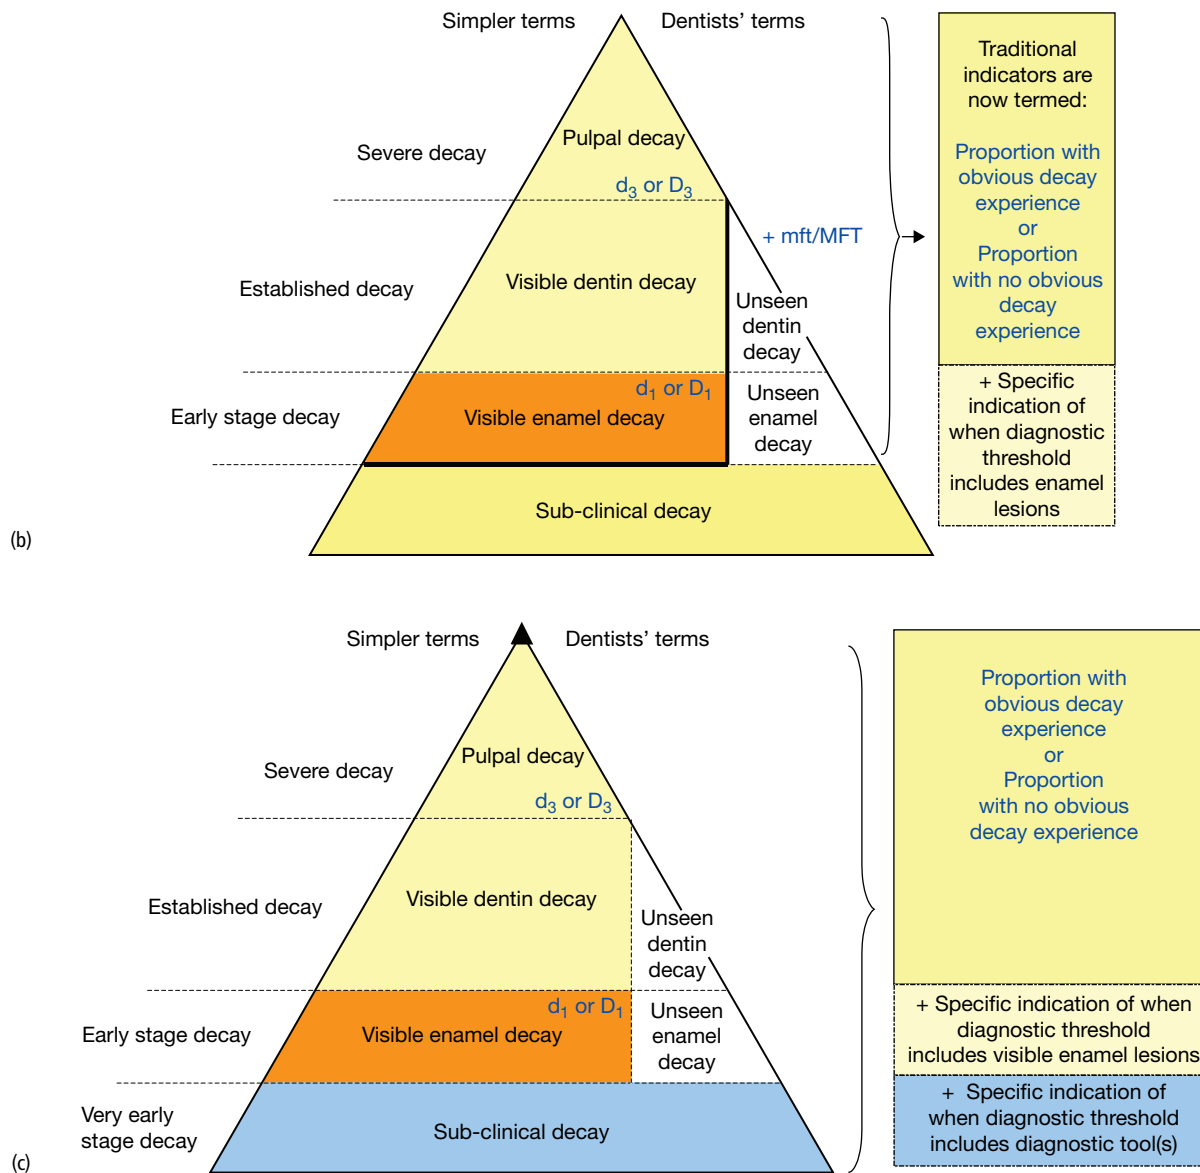 Simpler terms
Dentists’ terms
Severe decay
Pulpal decay
d3 or D3
+ mft/MFT
Established decay
Visible dentin decay
Unseen
dentin
decay
Early stage decay
d1 or D1
Visible enamel decay
Unseen
enamel
decay
Sub-clinical decay
Traditional
indicators are
now termed:
Proportion with
obvious decay
experience
or
Proportion
with no obvious
decay
experience
+ Specific
indication of
when diagnostic
threshold
includes enamel
lesions
(b)
Simpler terms
Dentists’ terms
Severe decay
Pulpal decay
d3 or D3
Established decay
Visible dentin decay
Unseen
dentin
decay
Early stage decay
d1 or D1
Visible enamel decay
Unseen
enamel
decay
Very early
stage decay
Sub-clinical decay
Proportion with
obvious decay
experience
or
Proportion
with no obvious
decay experience
+ Specific indication of when
diagnostic threshold
includes visible enamel lesions
+ Specific indication of
when diagnostic threshold
includes diagnostic tool(s)
(c)